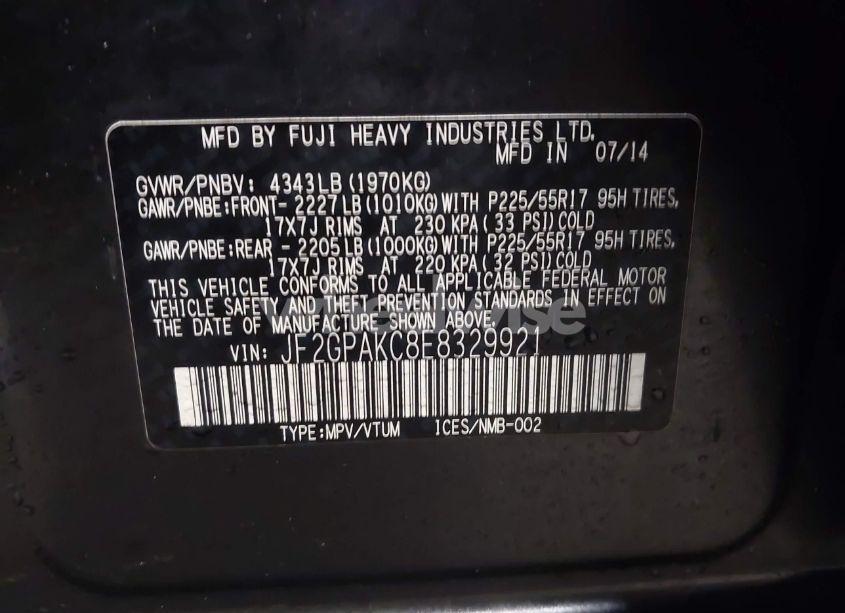 MFD BY FUJI HEAVY INDUSTRIES LTD.
MFD IN 07/14
GVWR/PNBV: 4343LB (1970KG)
GAWR/PNBE:FRONT- 2227LB (1010KG) WITH P225/55R17 95H TIRES,
17X7J RIMS AT 230 KPA( 33 PSI) COLD
GAWR/PNBE:REAR - 2205LB (1000KG) WITH P225/55R17 95H TIRES,
17X7J RIMS AT 220 KPA( 32 PSI) COLD
THIS VEHICLE CONFORMS TO ALL APPLICABLE FEDERAL MOTOR
VEHICLE SAFETY AND THEFT PREVENTION STANDARDS IN EFFECT ON
THE DATE OF MANUFACTURE SHOWN ABOVE.
VIN: JF2GPAKC8E8329921
TYPE:MPV/VTUM ICES/NMB-002